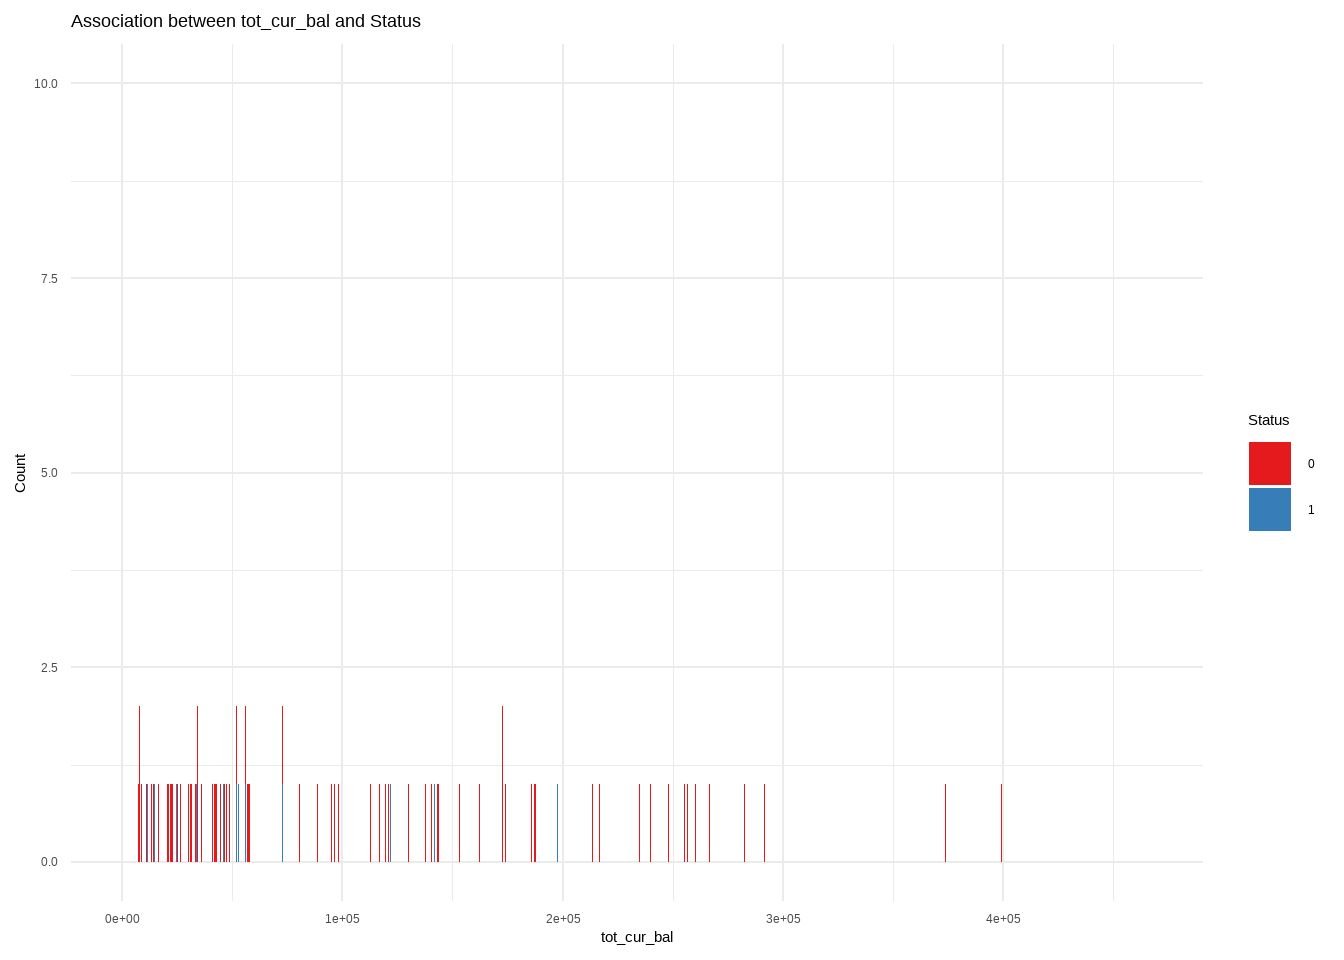 Association between tot_cur_bal and Status
10.0
7.5
5.0
2.5
0.0
Count
0e+00 1e+05 2e+05 3e+05 4e+05
tot_cur_bal
Status
0
1